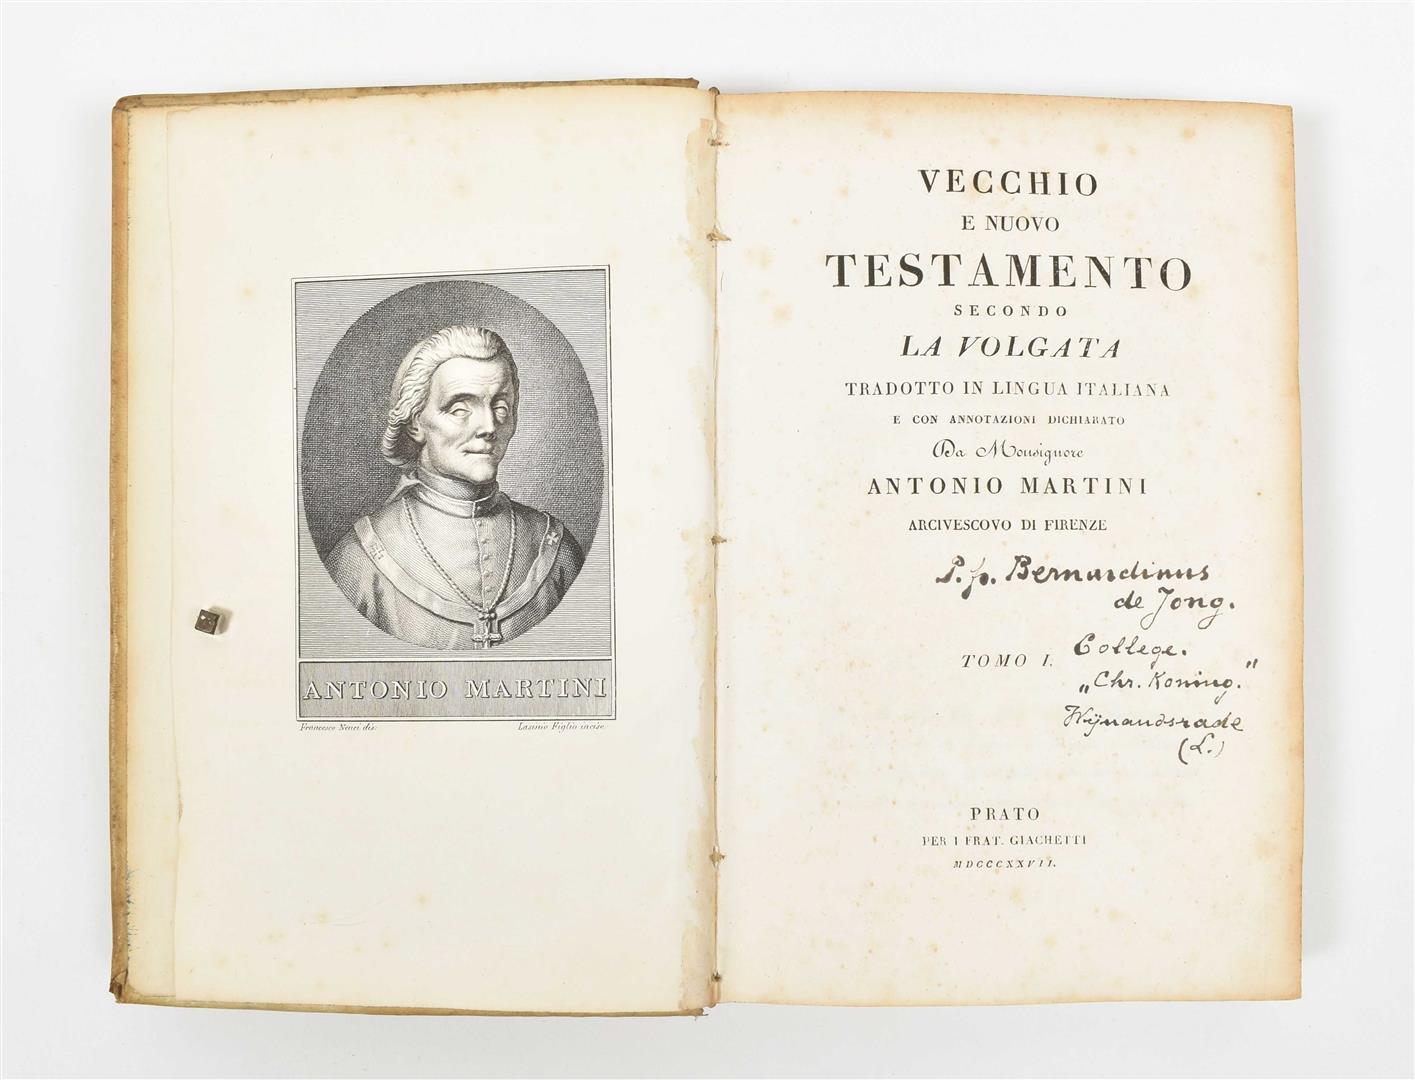 ANTONIO MARTINI
Francesco Nenci dis.
Lasinio Figlio incise.
VECCHIO
E NUOVO
TESTAMENTO
SECONDO
LA VOLGATA
TRADOTTO IN LINGUA ITALIANA
E CON ANNOTAZIONI DICHIARATO
Da Monsignore
ANTONIO MARTINI
ARCIVESCOVO DI FIRENZE
P. fr. Bernardinus
de Jong.
TOMO I.
College.
„Chr. Koning.”
Wijnandsrade
(L.)
PRATO
PER I FRAT. GIACHETTI
MDCCCXXVII.